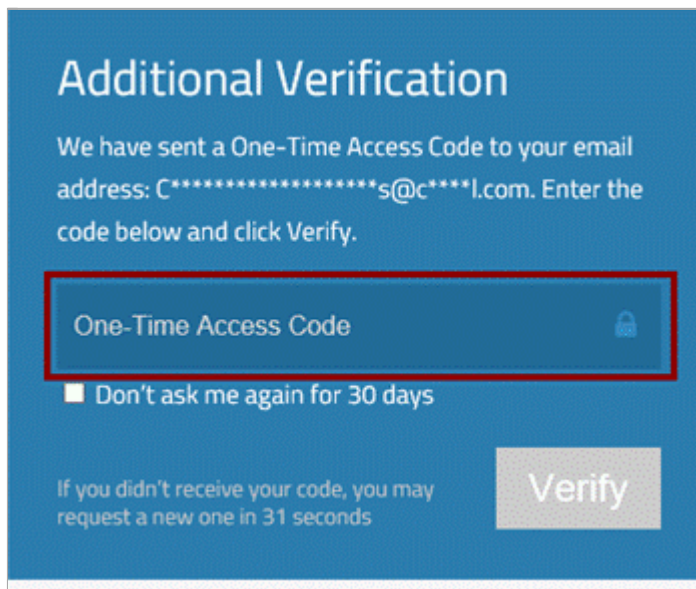 Additional Verification
We have sent a One-Time Access Code to your email
address: C*******************s@c****l.com. Enter the
code below and click Verify.
One-Time Access Code
Don't ask me again for 30 days
If you didn't receive your code, you may
request a new one in 31 seconds
Verify